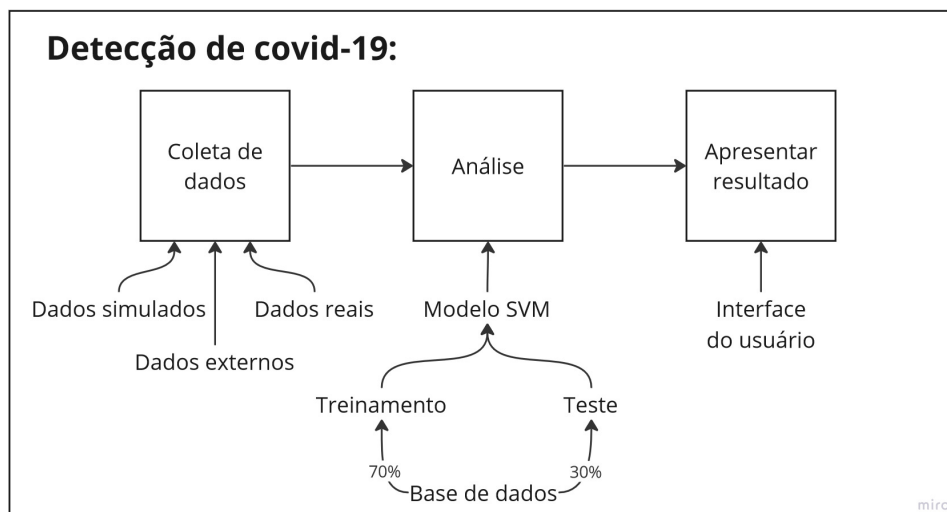 Detecção de covid-19:
Coleta de
dados
Análise
Apresentar
resultado
Dados simulados
Dados reais
Dados externos
Modelo SVM
Interface
do usuário
Treinamento
Teste
70%
30%
Base de dados